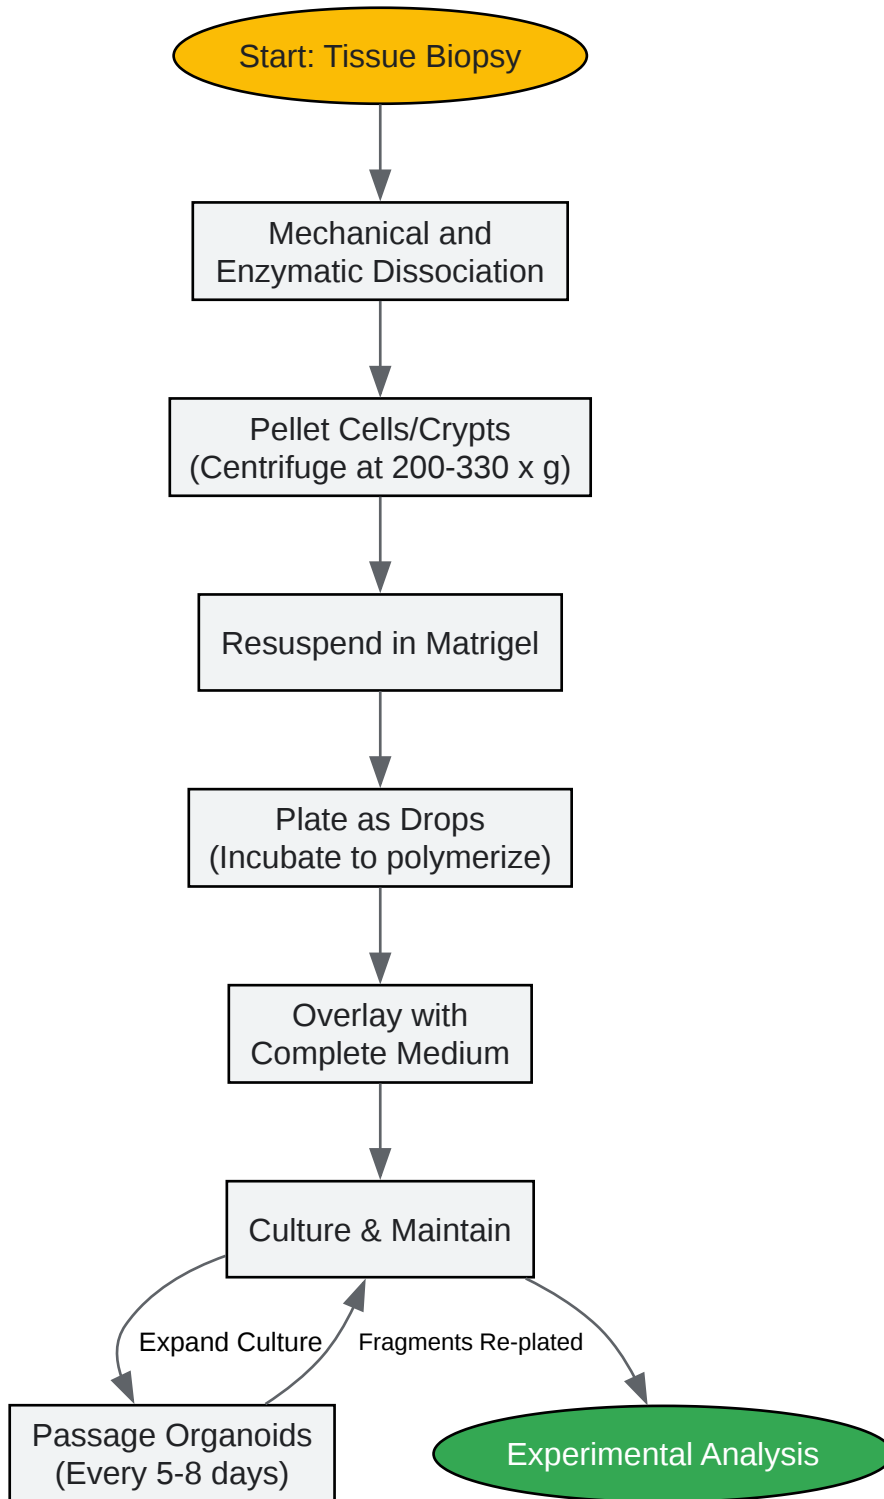 Start: Tissue Biopsy
Mechanical and
Enzymatic Dissociation
Pellet Cells/Crypts
(Centrifuge at 200-330 x g)
Resuspend in Matrigel
Plate as Drops
(Incubate to polymerize)
Overlay with
Complete Medium
Culture & Maintain
Expand Culture
Fragments Re-plated
Passage Organoids
(Every 5-8 days)
Experimental Analysis